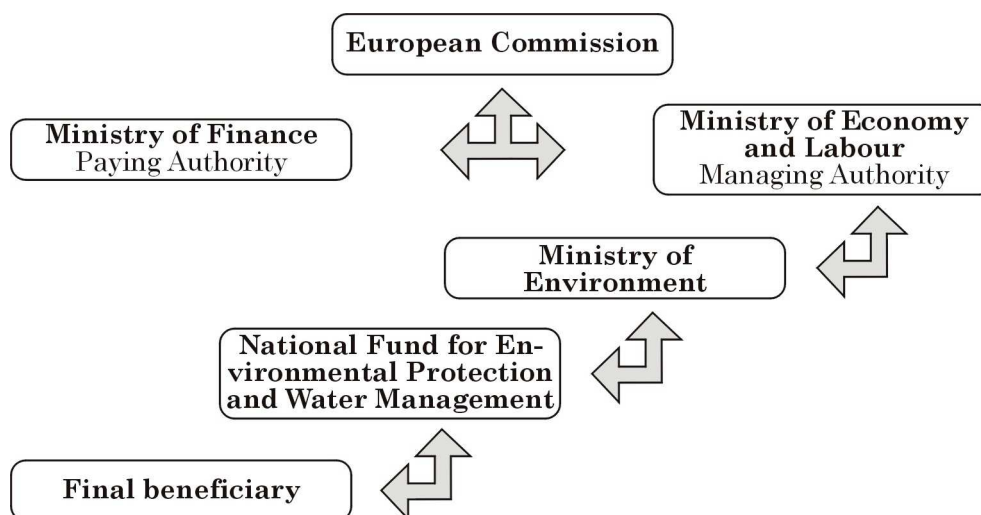 European Commission
Ministry of Finance
Paying Authority
Ministry of Economy
and Labour
Managing Authority
Ministry of
Environment
National Fund for En-
vironmental Protection
and Water Management
Final beneficiary